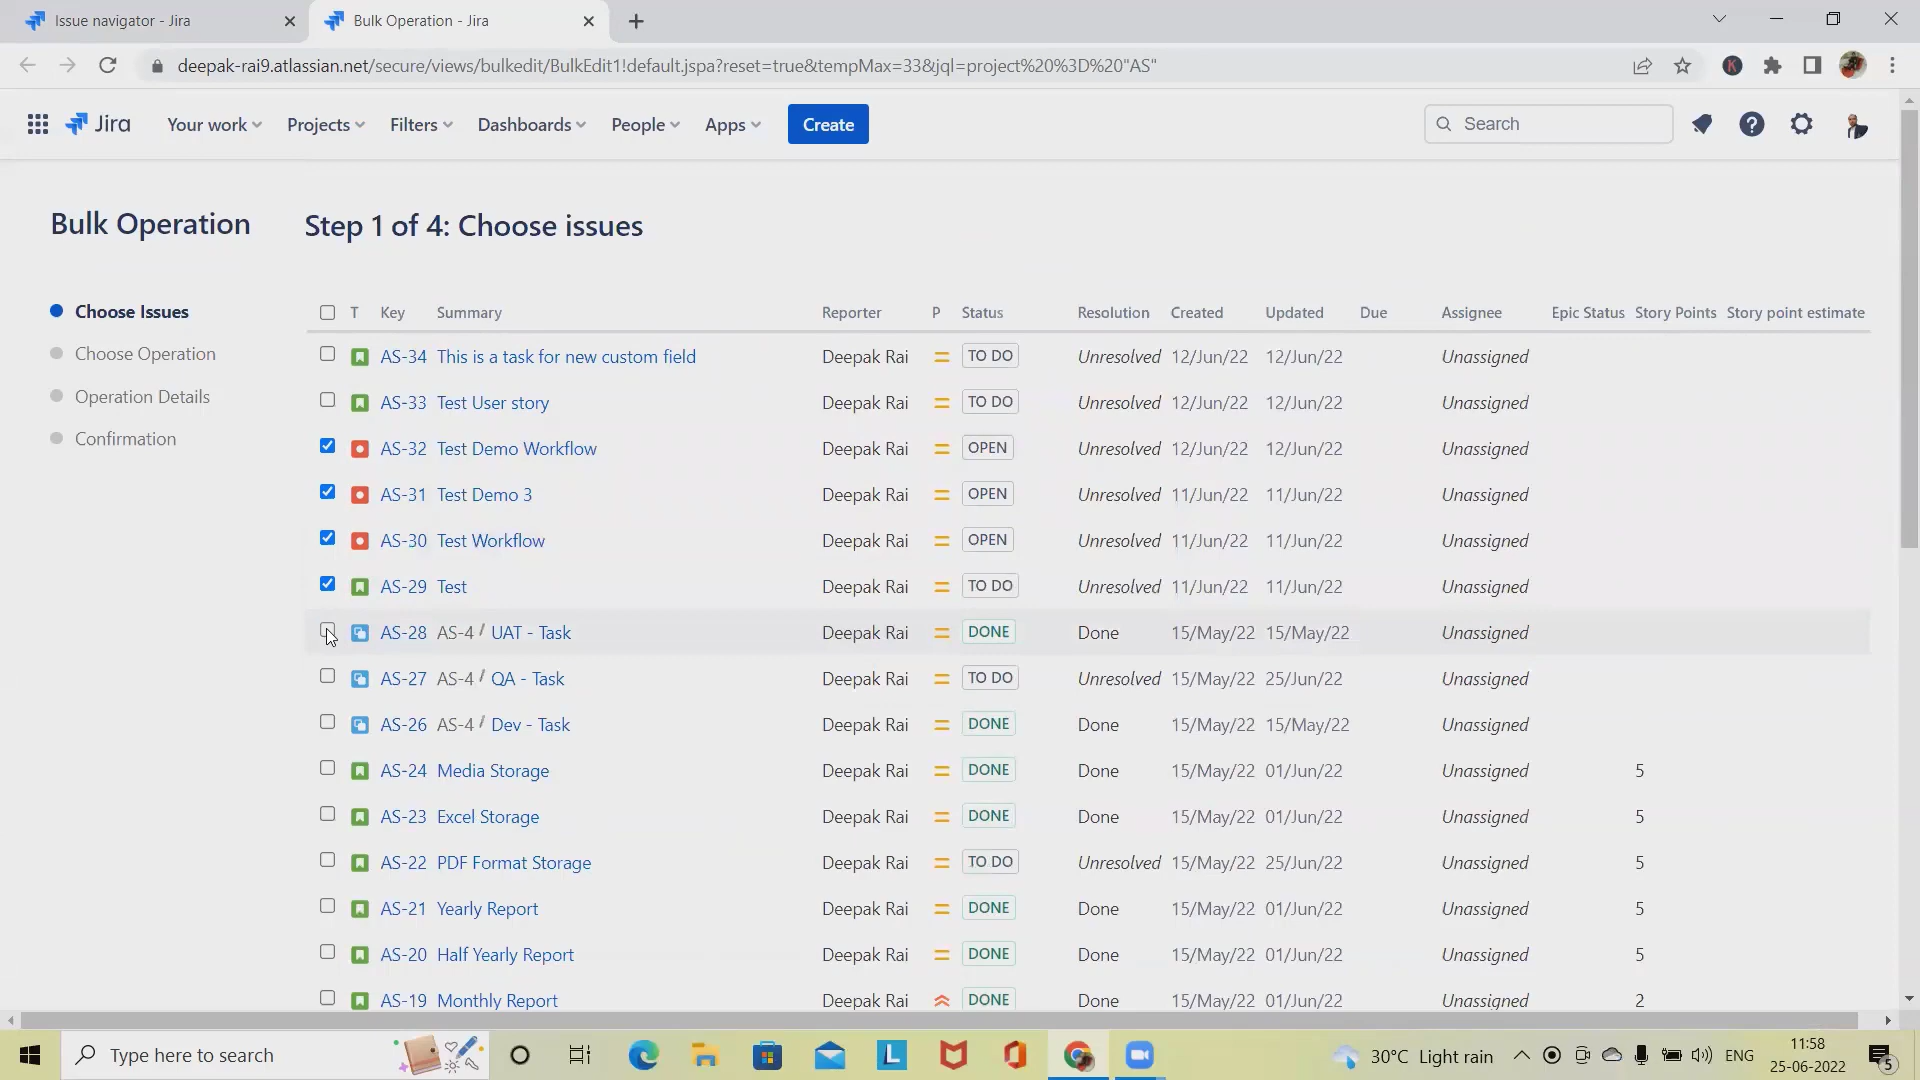 Issue navigator - Jira
Bulk Operation - Jira
deepak-rai9.atlassian.net/secure/views/bulkedit/BulkEdit1!default.jspa?reset=true&tempMax=33&jql=project%20%3D%20"AS"
K
Jira Your work Projects Filters Dashboards People Apps Create Search
Bulk Operation
Step 1 of 4: Choose issues
Choose Issues
Choose Operation
Operation Details
Confirmation
T Key Summary Reporter P Status Resolution Created Updated Due Assignee Epic Status Story Points Story point estimate
AS-34 This is a task for new custom field Deepak Rai TO DO Unresolved 12/Jun/22 12/Jun/22 Unassigned
AS-33 Test User story Deepak Rai TO DO Unresolved 12/Jun/22 12/Jun/22 Unassigned
AS-32 Test Demo Workflow Deepak Rai OPEN Unresolved 12/Jun/22 12/Jun/22 Unassigned
AS-31 Test Demo 3 Deepak Rai OPEN Unresolved 11/Jun/22 11/Jun/22 Unassigned
AS-30 Test Workflow Deepak Rai OPEN Unresolved 11/Jun/22 11/Jun/22 Unassigned
AS-29 Test Deepak Rai TO DO Unresolved 11/Jun/22 11/Jun/22 Unassigned
AS-28 AS-4 / UAT - Task Deepak Rai DONE Done 15/May/22 15/May/22 Unassigned
AS-27 AS-4 / QA - Task Deepak Rai TO DO Unresolved 15/May/22 25/Jun/22 Unassigned
AS-26 AS-4 / Dev - Task Deepak Rai DONE Done 15/May/22 15/May/22 Unassigned
AS-24 Media Storage Deepak Rai DONE Done 15/May/22 01/Jun/22 Unassigned 5
AS-23 Excel Storage Deepak Rai DONE Done 15/May/22 01/Jun/22 Unassigned 5
AS-22 PDF Format Storage Deepak Rai TO DO Unresolved 15/May/22 25/Jun/22 Unassigned 5
AS-21 Yearly Report Deepak Rai DONE Done 15/May/22 01/Jun/22 Unassigned 5
AS-20 Half Yearly Report Deepak Rai DONE Done 15/May/22 01/Jun/22 Unassigned 5
AS-19 Monthly Report Deepak Rai DONE Done 15/May/22 01/Jun/22 Unassigned 2
Type here to search
L
30°C Light rain
ENG
11:58
25-06-2022
5